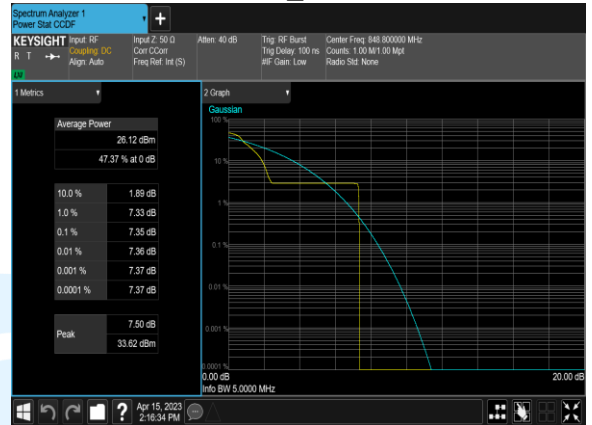 Spectrum Analyzer 1
Power Stat CCDF
KEYSIGHT
R T
LNI
Input: RF
Coupling: DC
Align: Auto
Input Z: 50 Ω
Corr CCorr
Freq Ref: Int (S)
Atten: 40 dB
Trig: RF Burst
Trig Delay: 100 ns
#IF Gain: Low
Center Freq: 848.800000 MHz
Counts: 1.00 M/1.00 Mpt
Radio Std: None
1 Metrics
Average Power
26.12 dBm
47.37 % at 0 dB
10.0 % 1.89 dB
1.0 % 7.33 dB
0.1 % 7.35 dB
0.01 % 7.36 dB
0.001 % 7.37 dB
0.0001 % 7.37 dB
Peak
7.50 dB
33.62 dBm
2 Graph
Gaussian
100 %
10 %
1 %
0.1 %
0.01 %
0.001 %
0.0001 %
0.00 dB
20.00 dB
Info BW 5.0000 MHz
?
Apr 15, 2023
2:16:34 PM